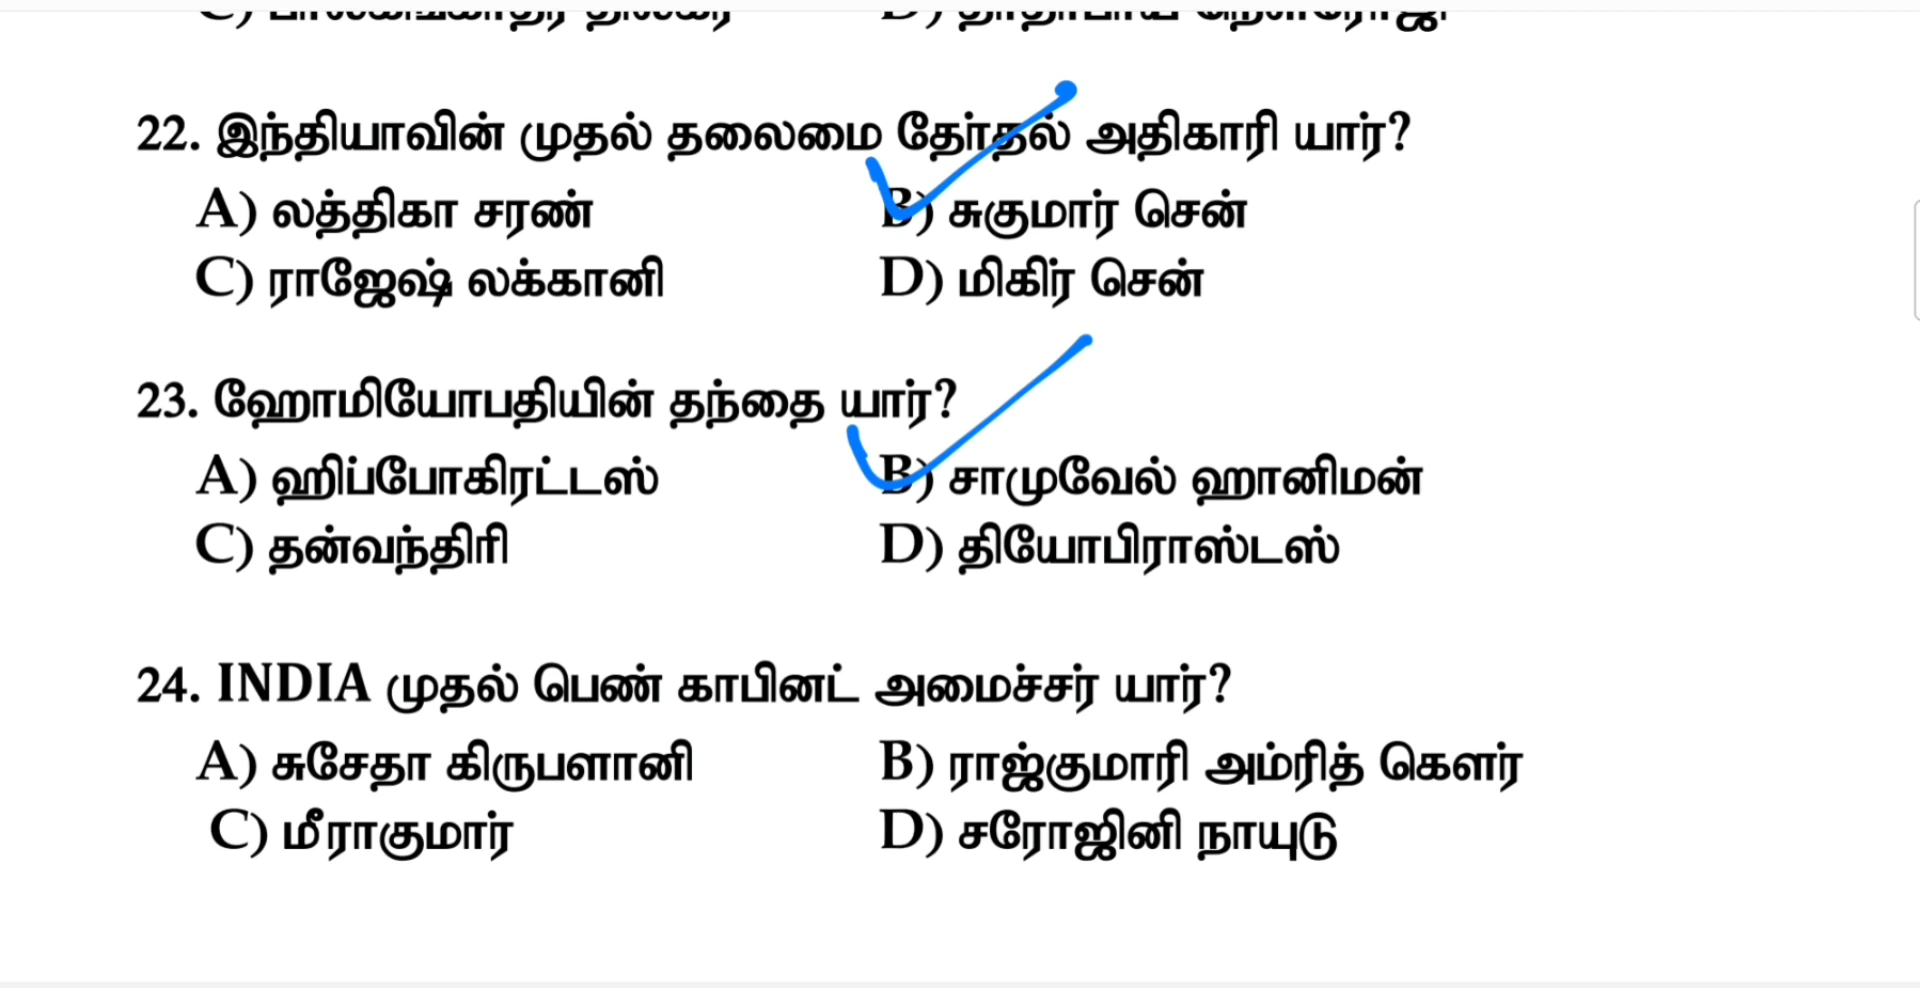 22. இந்தியாவின் முதல் தலைமை தேர்தல் அதிகாரி யார்?
A) லத்திகா சரண் B) சுகுமார் சென்
C) ராஜேஷ் லக்கானி D) மிகிர் சென்
23. ஹோமியோபதியின் தந்தை யார்?
A) ஹிப்போகிரட்டஸ் B) சாமுவேல் ஹானிமன்
C) தன்வந்திரி D) தியோபிராஸ்டஸ்
24. INDIA முதல் பெண் காபினட் அமைச்சர் யார்?
A) சுசேதா கிருபளானி B) ராஜ்குமாரி அம்ரித் கௌர்
C) மீராகுமார் D) சரோஜினி நாயுடு